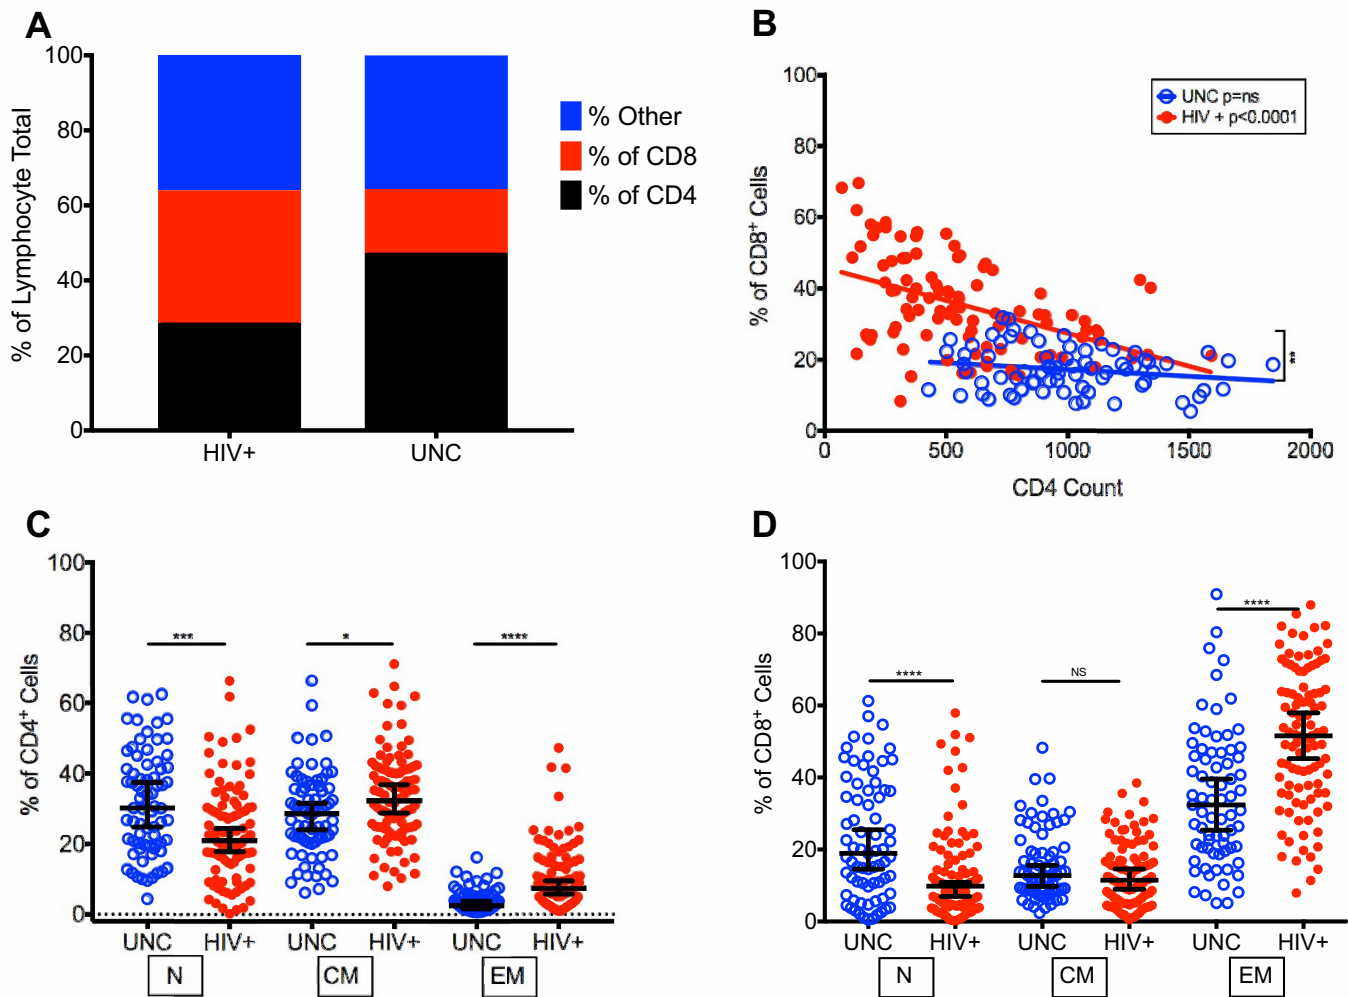 A
% of Lymphocyte Total
100
80
60
40
20
0
HIV+
UNC
% Other
% of CD8
% of CD4
B
% of CD8+ Cells
100
80
60
40
20
0
0
500
1000
1500
2000
CD4 Count
UNC p=ns
HIV + p<0.0001
**
C
% of CD4+ Cells
100
80
60
40
20
0
***
*
****
UNC HIV+ UNC HIV+ UNC HIV+
N CM EM
D
% of CD8+ Cells
100
80
60
40
20
0
****
NS
****
UNC HIV+ UNC HIV+ UNC HIV+
N CM EM